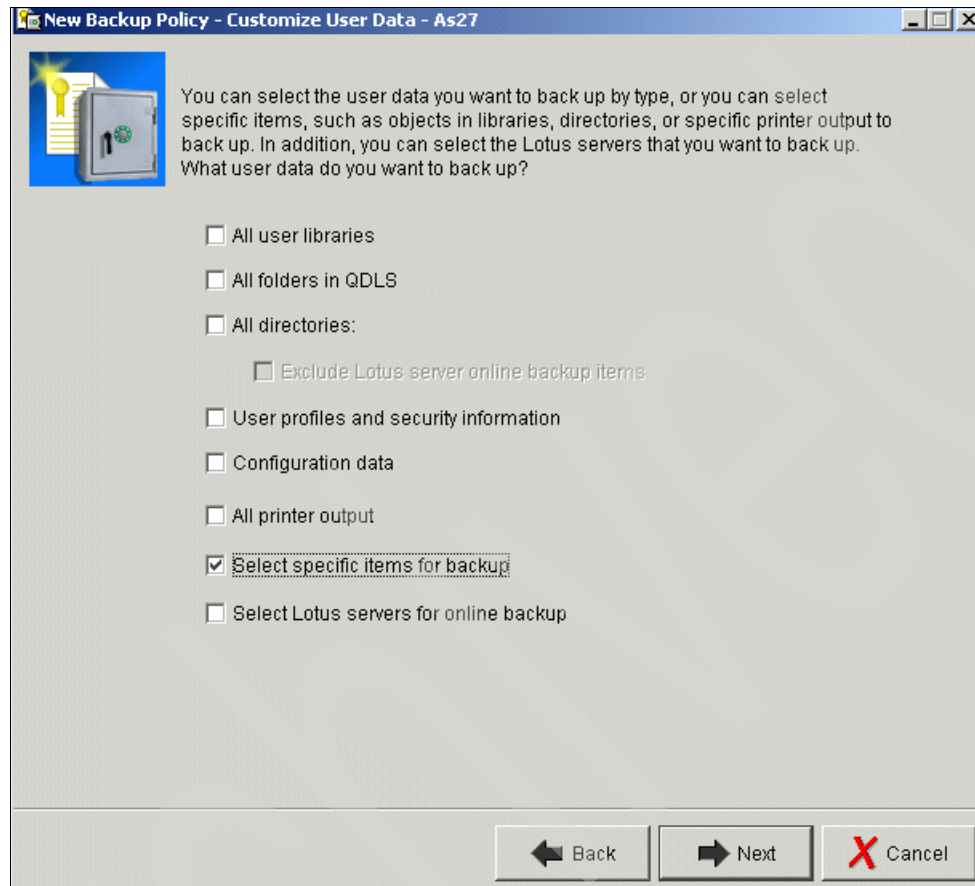 New Backup Policy - Customize User Data - As27
You can select the user data you want to back up by type, or you can select
specific items, such as objects in libraries, directories, or specific printer output to
back up. In addition, you can select the Lotus servers that you want to back up.
What user data do you want to back up?
All user libraries
All folders in QDLS
All directories:
Exclude Lotus server online backup items
User profiles and security information
Configuration data
All printer output
Select specific items for backup
Select Lotus servers for online backup
Back
Next
Cancel